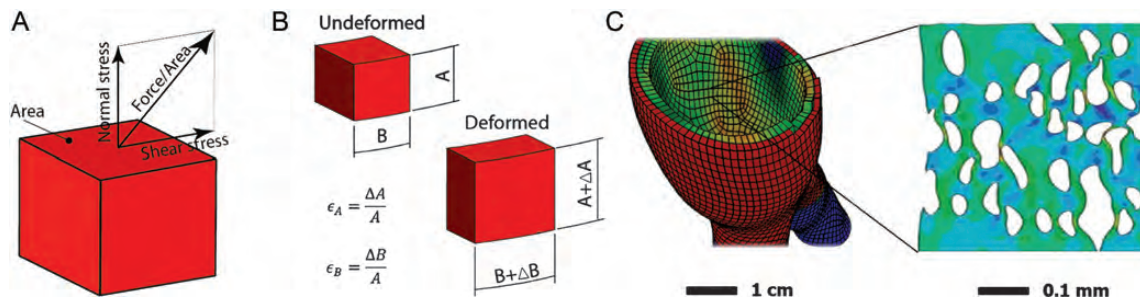 A
Normal stress
Force/Area
Area
Shear stress
B
Undeformed
A
B
Deformed
A+ΔA
B+ΔB
ϵ_A = ΔA/A
ϵ_B = ΔB/A
C
1 cm
0.1 mm